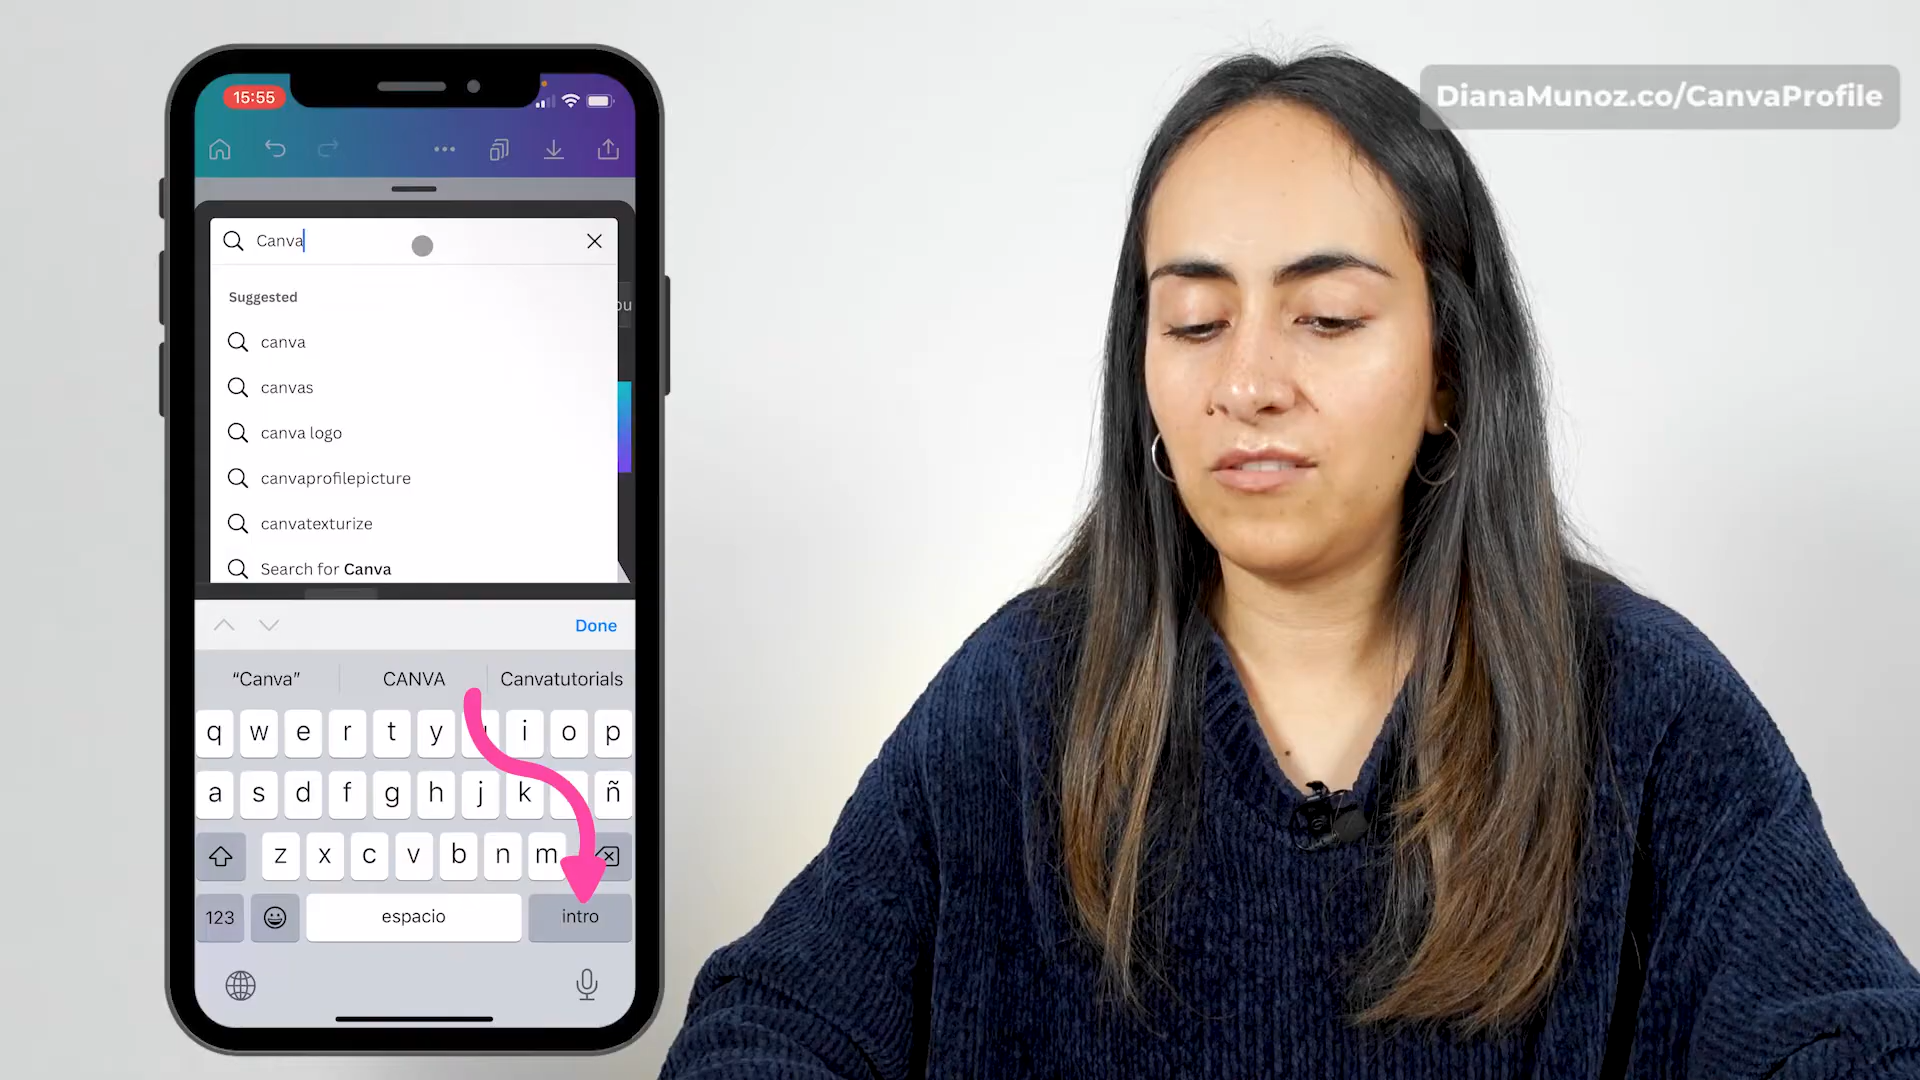 15:55
DianaMunoz.co/CanvaProfile
Canva
ou
Suggested
canva
canvas
canva logo
canvaprofilepicture
canvatexturize
Search for Canva
Done
“Canva” CANVA Canvatutorials
q w e r t y i o p
a s d f g h j k ñ
z x c v b n m
123 espacio intro